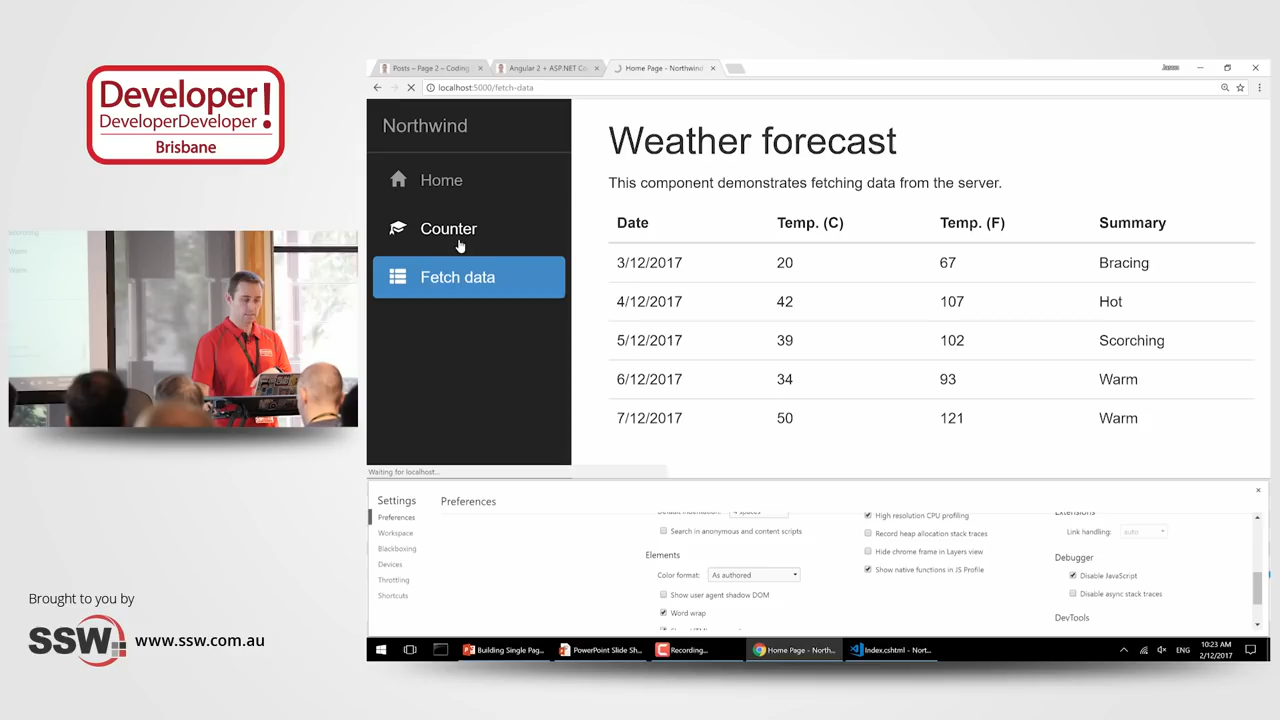 Developer!
DeveloperDeveloper
Brisbane
Brought to you by
SSW
www.ssw.com.au
Posts – Page 2 – Coding
Angular 2 + ASP.NET Co
Home Page - Northwind
localhost:5000/fetch-data
Northwind
Home
Counter
Fetch data
Weather forecast
This component demonstrates fetching data from the server.
Date Temp. (C) Temp. (F) Summary
3/12/2017 20 67 Bracing
4/12/2017 42 107 Hot
5/12/2017 39 102 Scorching
6/12/2017 34 93 Warm
7/12/2017 50 121 Warm
Waiting for localhost...
Settings
Preferences
Workspace
Blackboxing
Devices
Throttling
Shortcuts
Preferences
Default indentation: 4 spaces
Search in anonymous and content scripts
Elements
Color format: As authored
Show user agent shadow DOM
Word wrap
High resolution CPU profiling
Record heap allocation stack traces
Hide chrome frame in Layers view
Show native functions in JS Profile
Extensions
Link handling: auto
Debugger
Disable JavaScript
Disable async stack traces
DevTools
Building Single Pag...
PowerPoint Slide Sh...
Recording...
Home Page - North...
Index.cshtml - Nort...
ENG
10:23 AM
2/12/2017